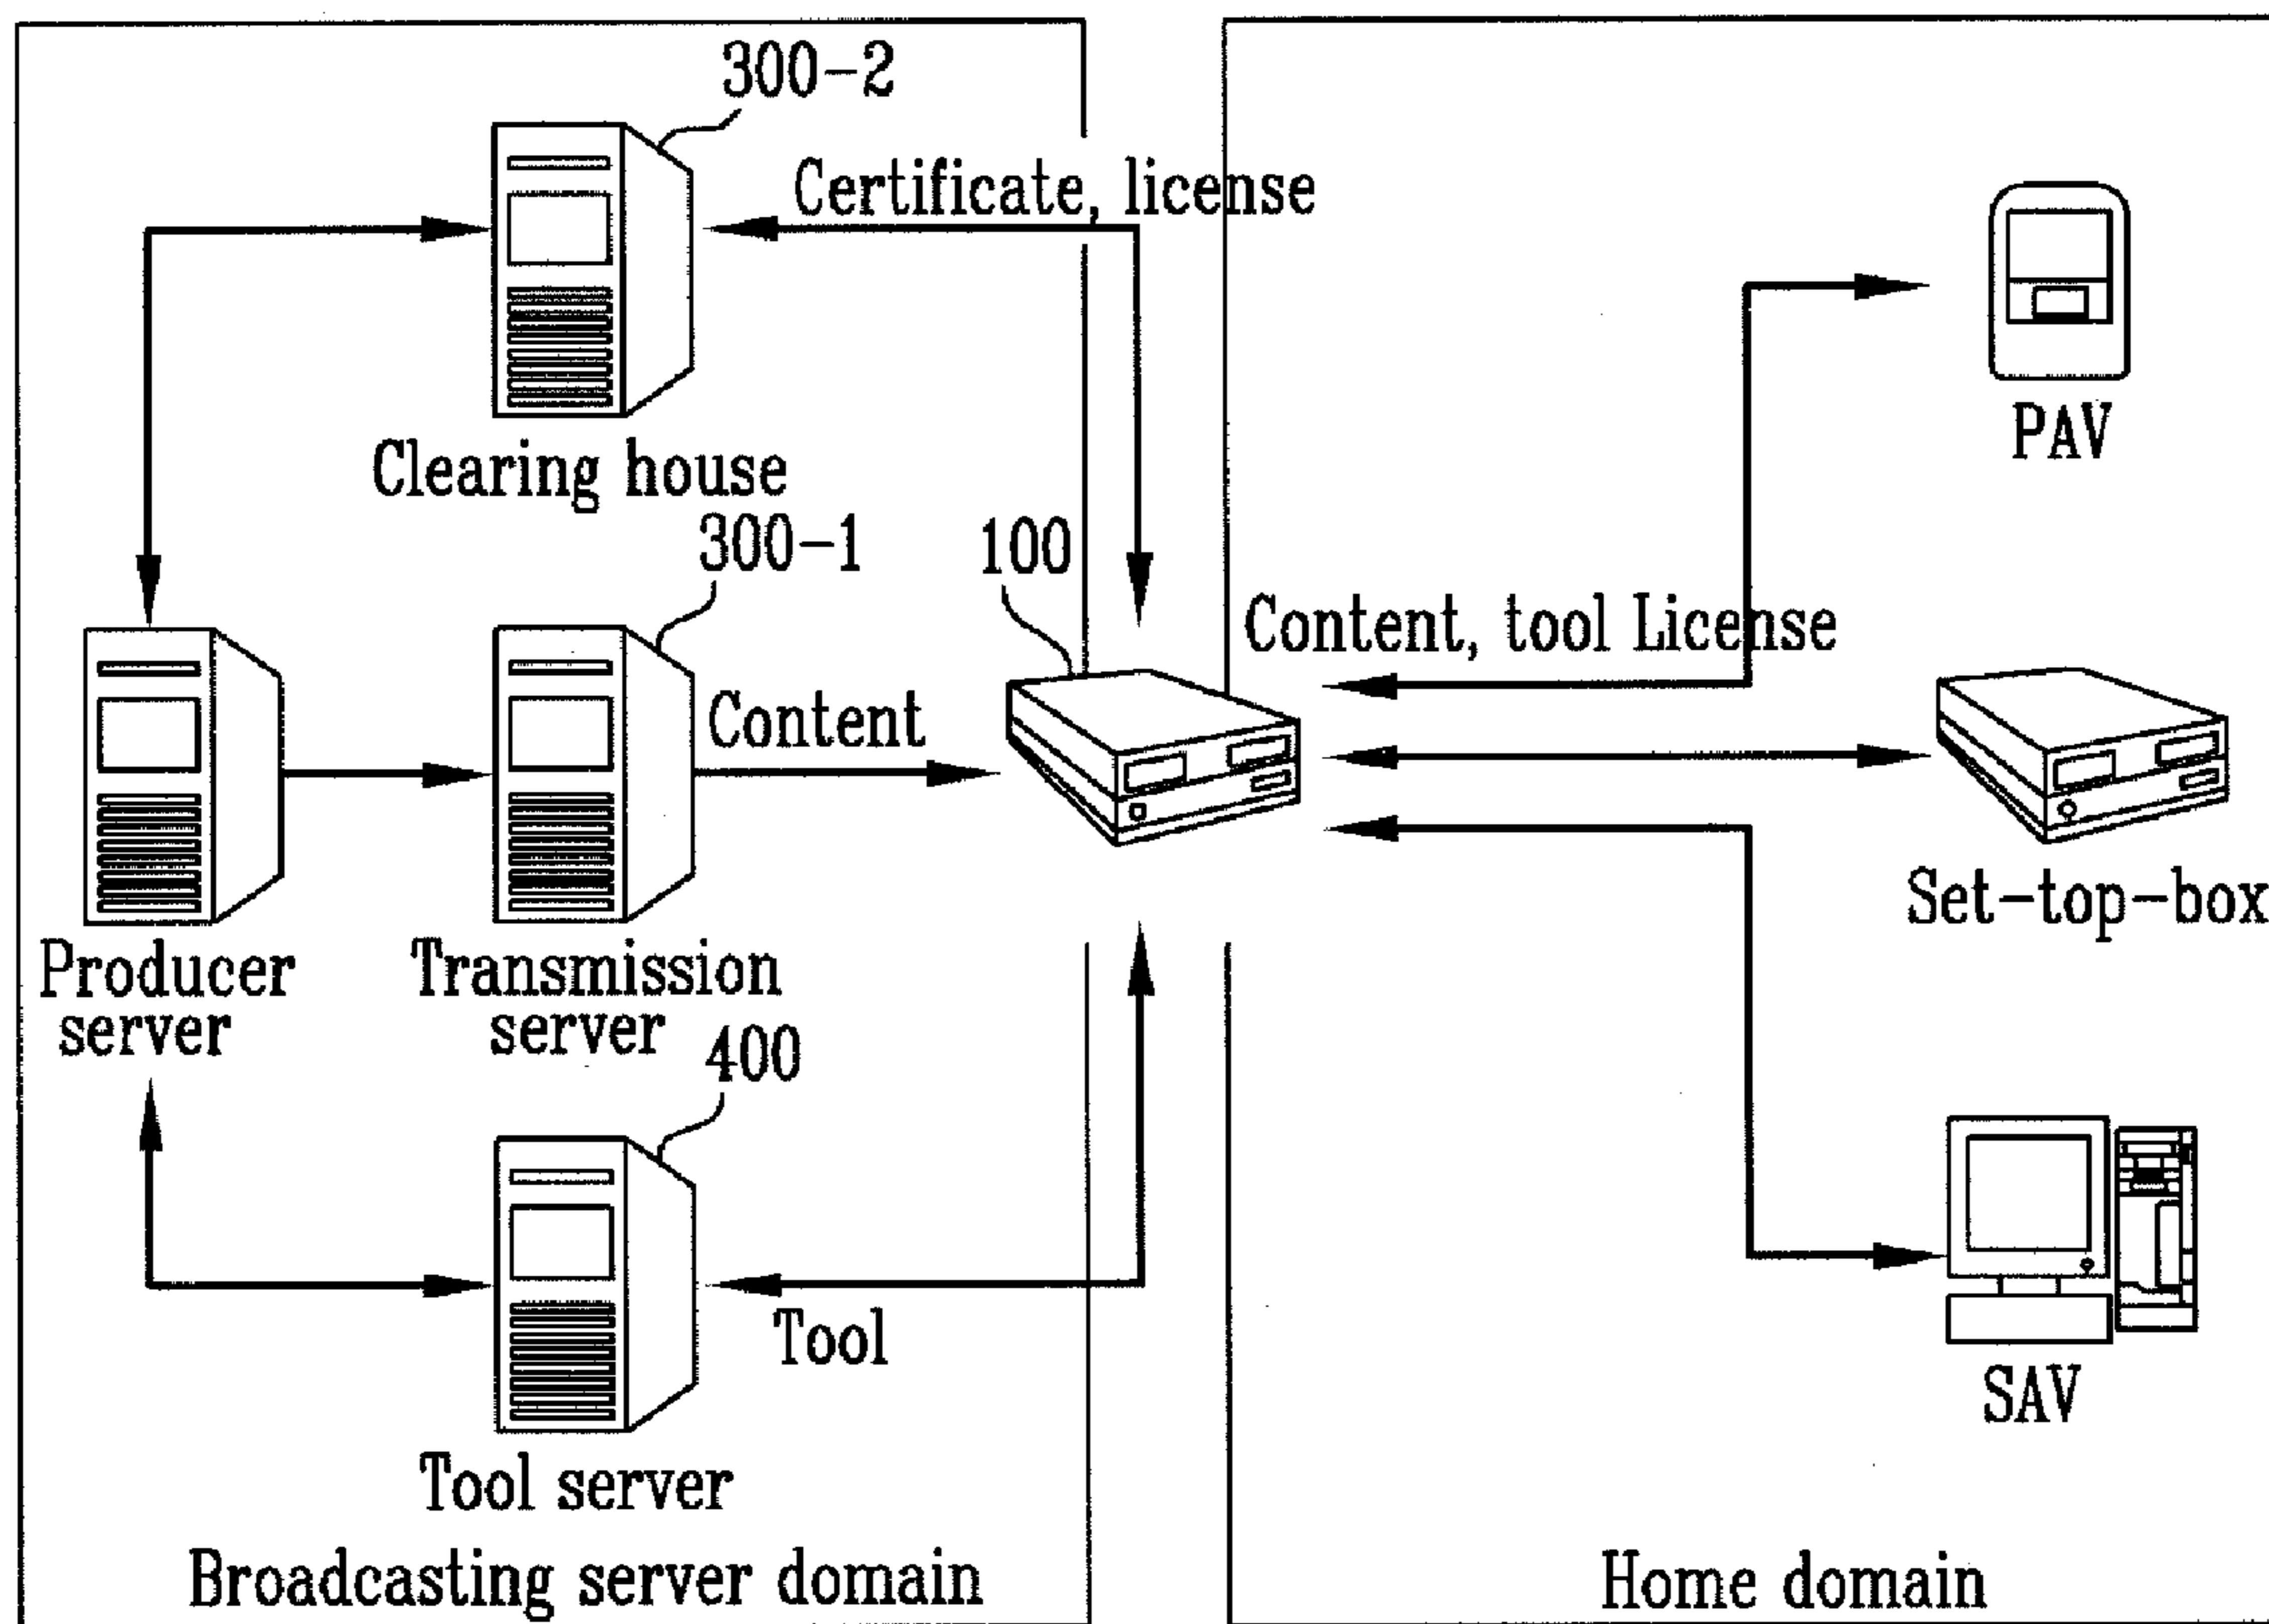 300-2
Certificate, license
PAV
Clearing house
300-1
100
Content, tool License
Content
Set-top-box
Producer
server
Transmission
server
400
Tool
SAV
Tool server
Broadcasting server domain
Home domain